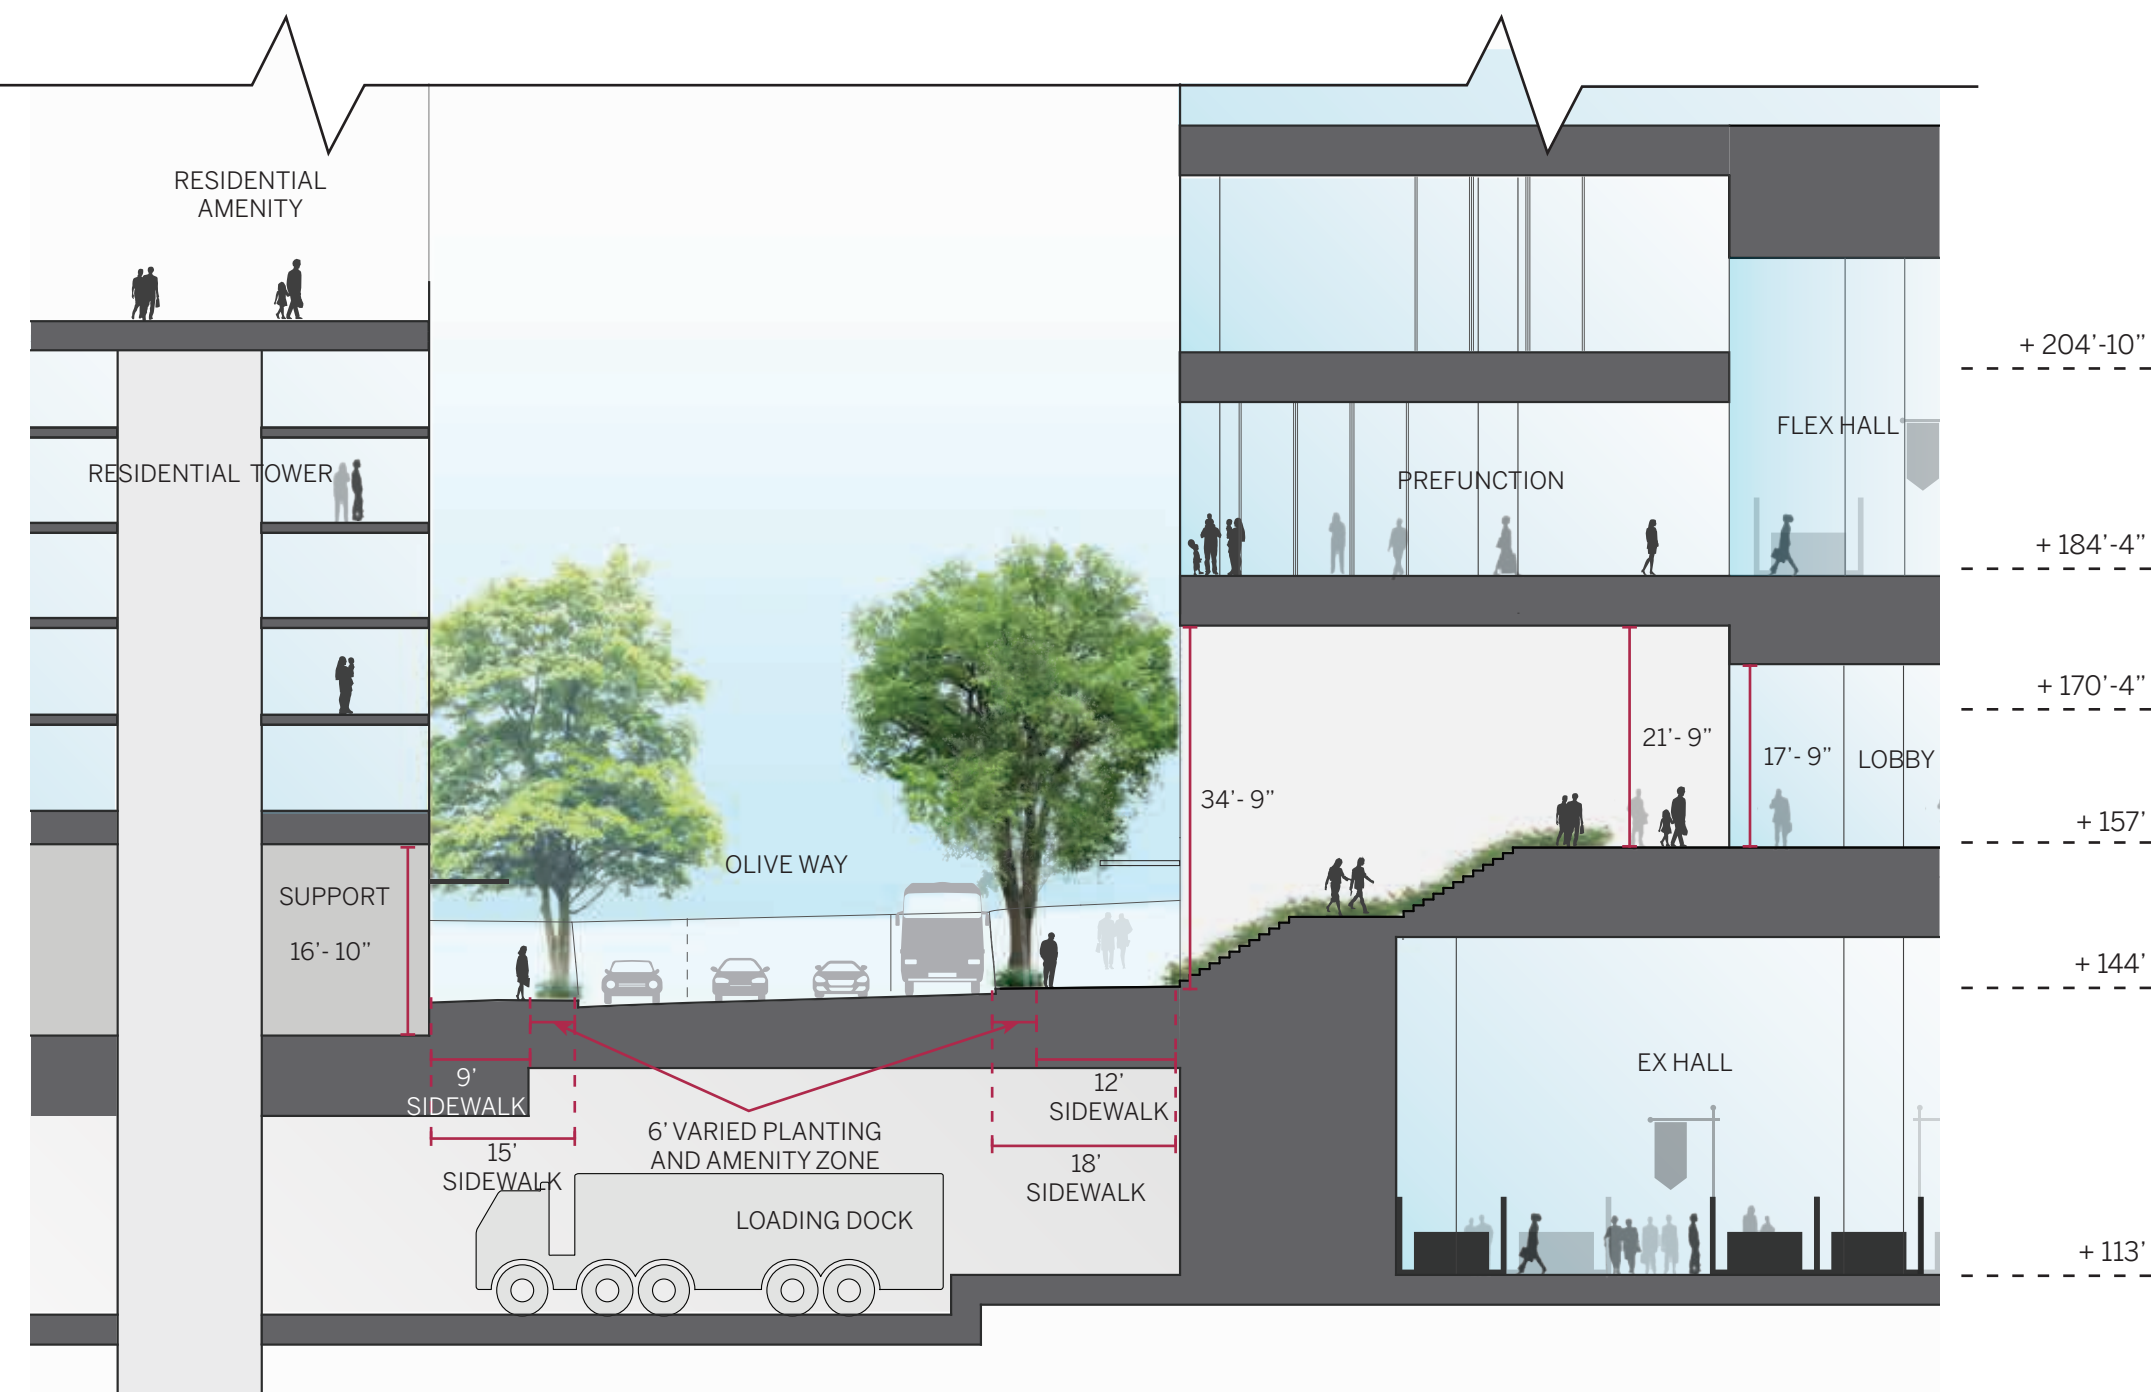 RESIDENTIAL
AMENITY
+ 204’-10”
FLEX HALL
RESIDENTIAL TOWER
PREFUNCTION
+ 184’-4”
+ 170’-4”
21’- 9”
17’- 9”
LOBBY
34’- 9”
+ 157’
OLIVE WAY
SUPPORT
16’- 10”
+ 144’
EX HALL
9’
SIDEWALK
12’
SIDEWALK
6’ VARIED PLANTING
AND AMENITY ZONE
15’
SIDEWALK
18’
SIDEWALK
LOADING DOCK
+ 113’